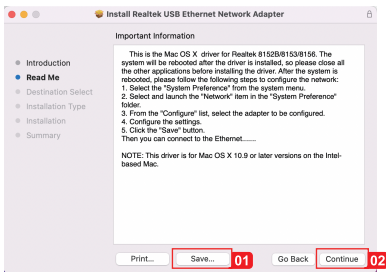 Install Realtek USB Ethernet Network Adapter
Important Information
Introduction
Read Me
Destination Select
Installation Type
Installation
Summary
This is the Mac OS X driver for Realtek 8152B/8153/8156. The
system will be rebooted after the driver is installed, so please close all
the other applications before installing the driver. After the system is
rebooted, please follow the following steps to configure the network:
1. Select the "System Preference" from the system menu.
2. Select and launch the "Network" item in the "System Preference"
folder.
3. From the "Configure" list, select the adapter to be configured.
4. Configure the settings.
5. Click the "Save" button.
Then you can connect to the Ethernet.......
NOTE: This driver is for Mac OS X 10.9 or later versions on the Intel-
based Mac.
Print... Save... 01 Go Back Continue 02